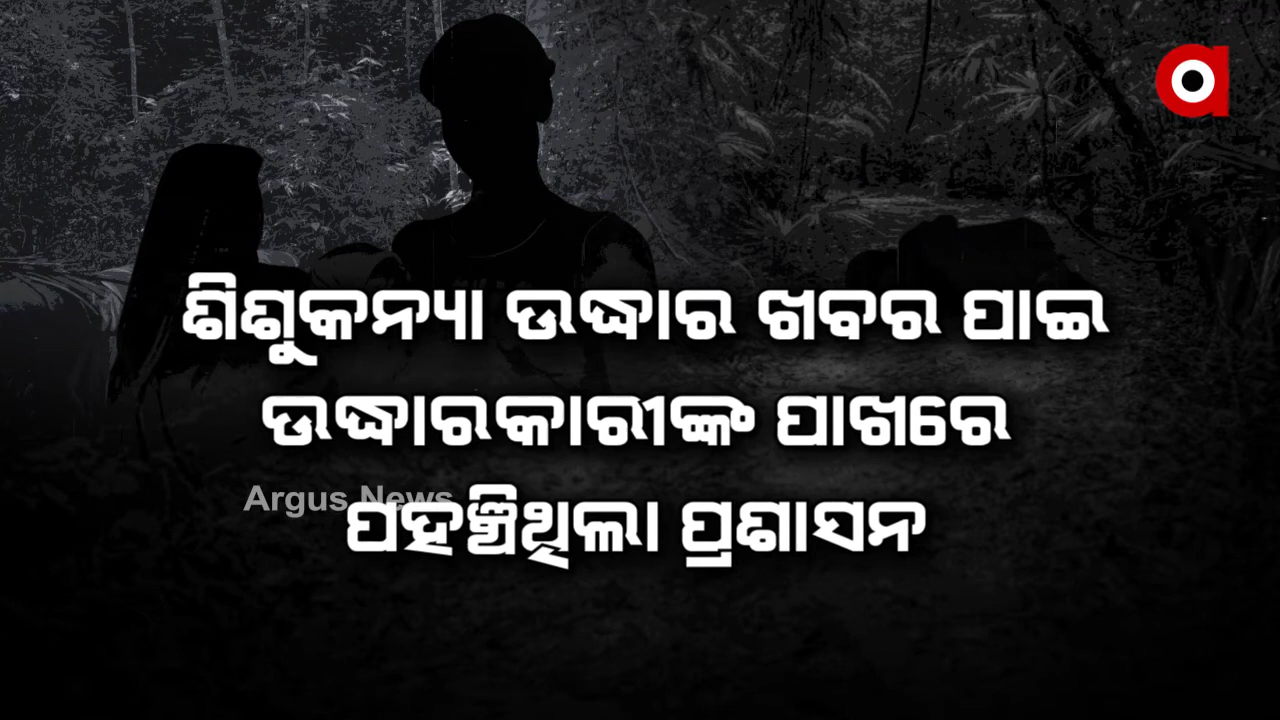 ଶିଶୁକନ୍ୟା ଉଦ୍ଧାର ଖବର ପାଇ
ଉଦ୍ଧାରକାରୀଙ୍କ ପାଖରେ
Argus News
ପହଞ୍ଚିଥିଲା ପ୍ରଶାସନ